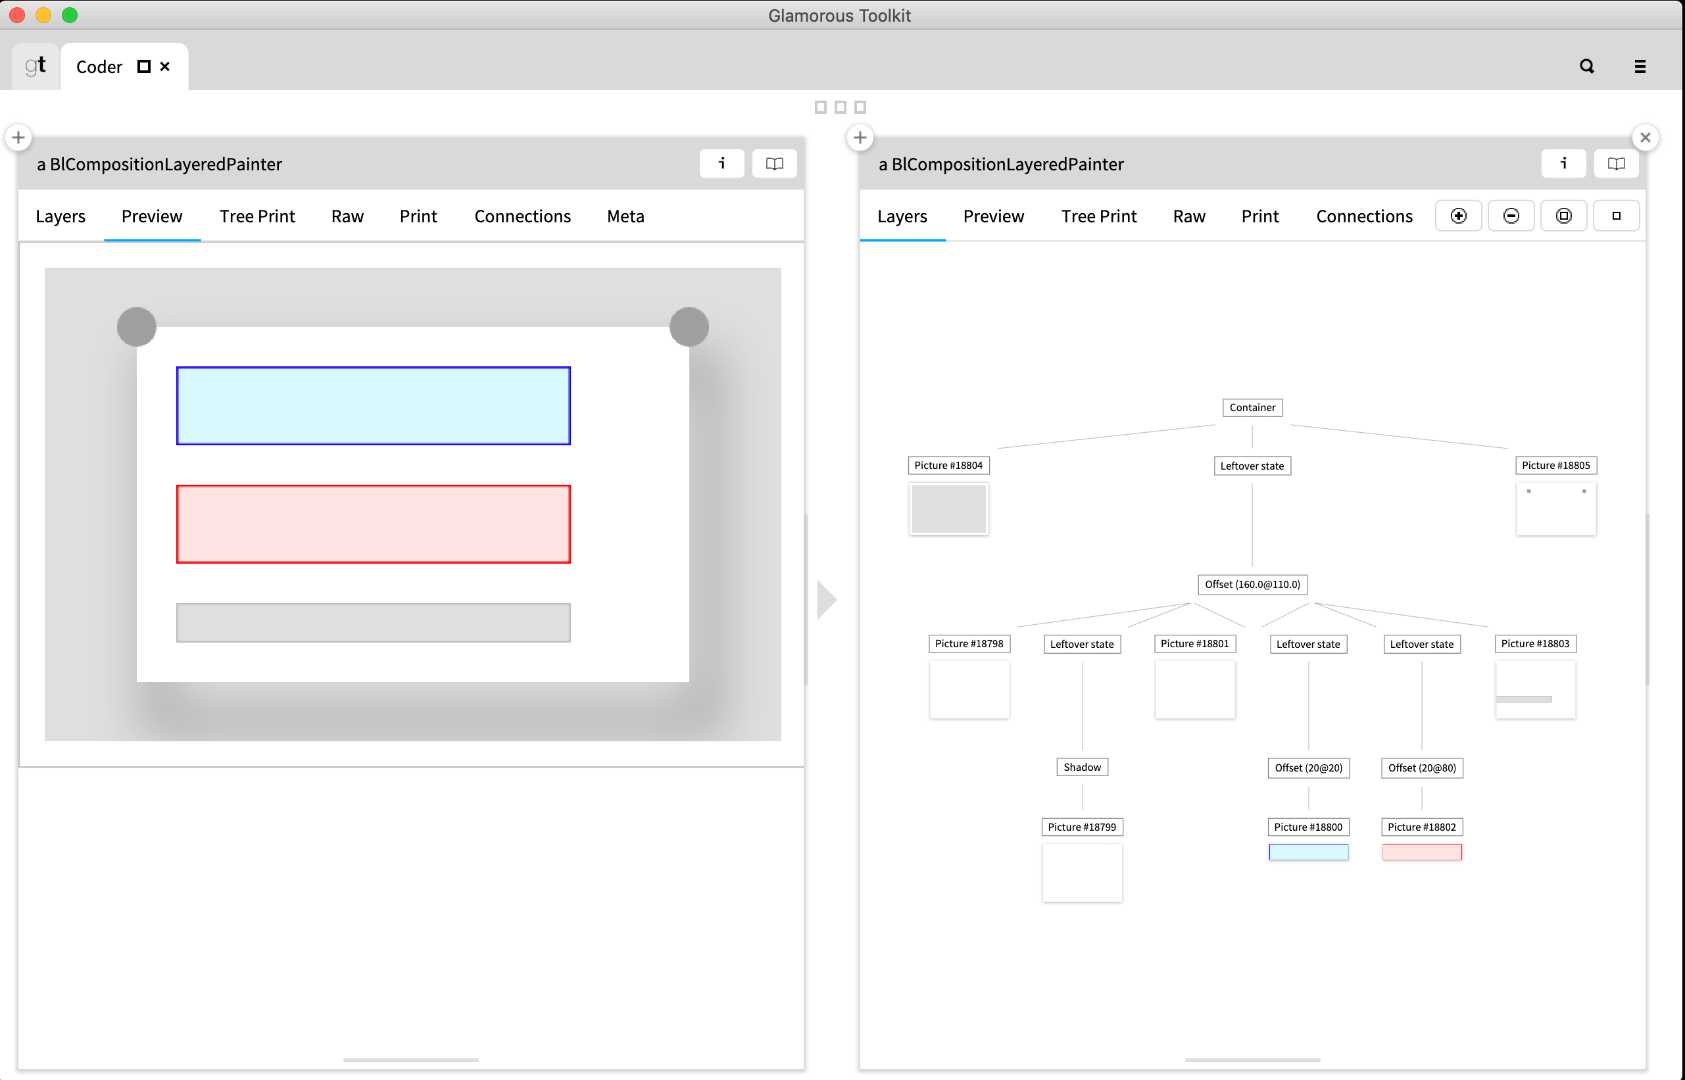 Glamorous Toolkit
gt Coder
a BlCompositionLayeredPainter
i
Layers Preview Tree Print Raw Print Connections Meta
a BlCompositionLayeredPainter
i
Layers Preview Tree Print Raw Print Connections
Container
Picture #18804 Leftover state Picture #18805
Offset (160.0@110.0)
Picture #18798 Leftover state Picture #18801 Leftover state Leftover state Picture #18803
Shadow Offset (20@20) Offset (20@80)
Picture #18799 Picture #18800 Picture #18802